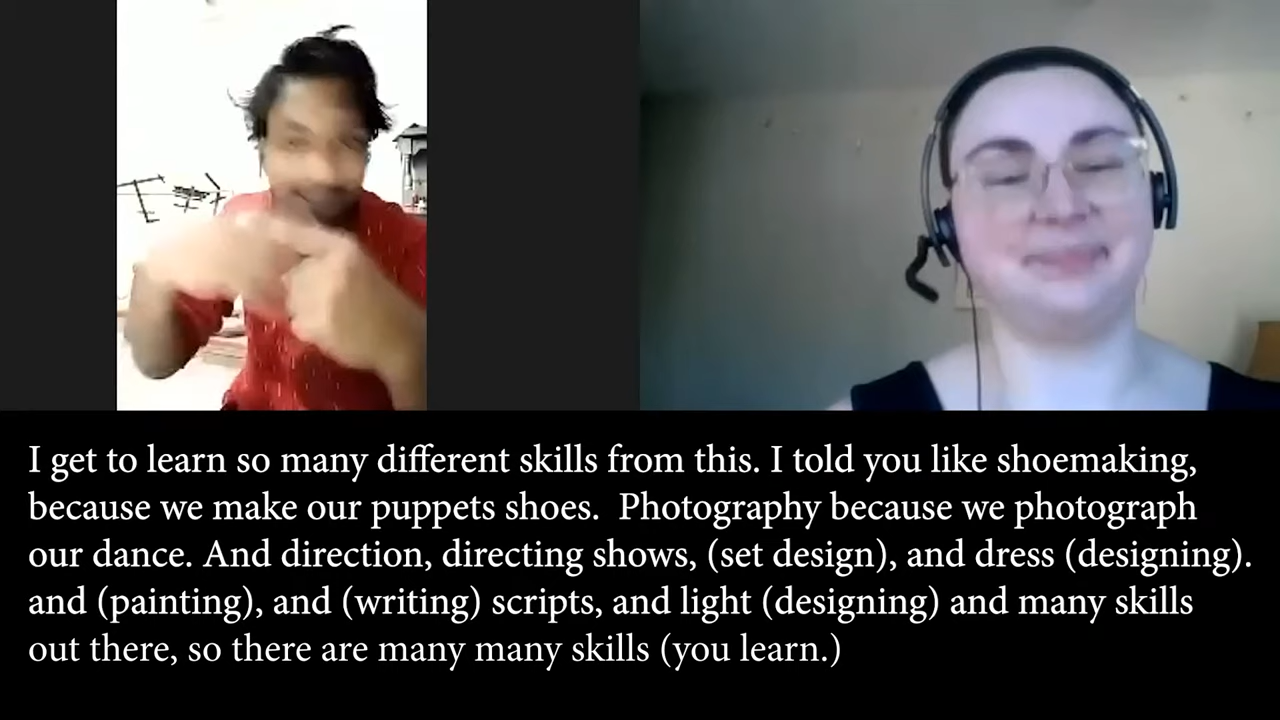 I get to learn so many different skills from this. I told you like shoemaking,
because we make our puppets shoes.  Photography because we photograph
our dance. And direction, directing shows, (set design), and dress (designing).
and (painting), and (writing) scripts, and light (designing) and many skills
out there, so there are many many skills (you learn.)